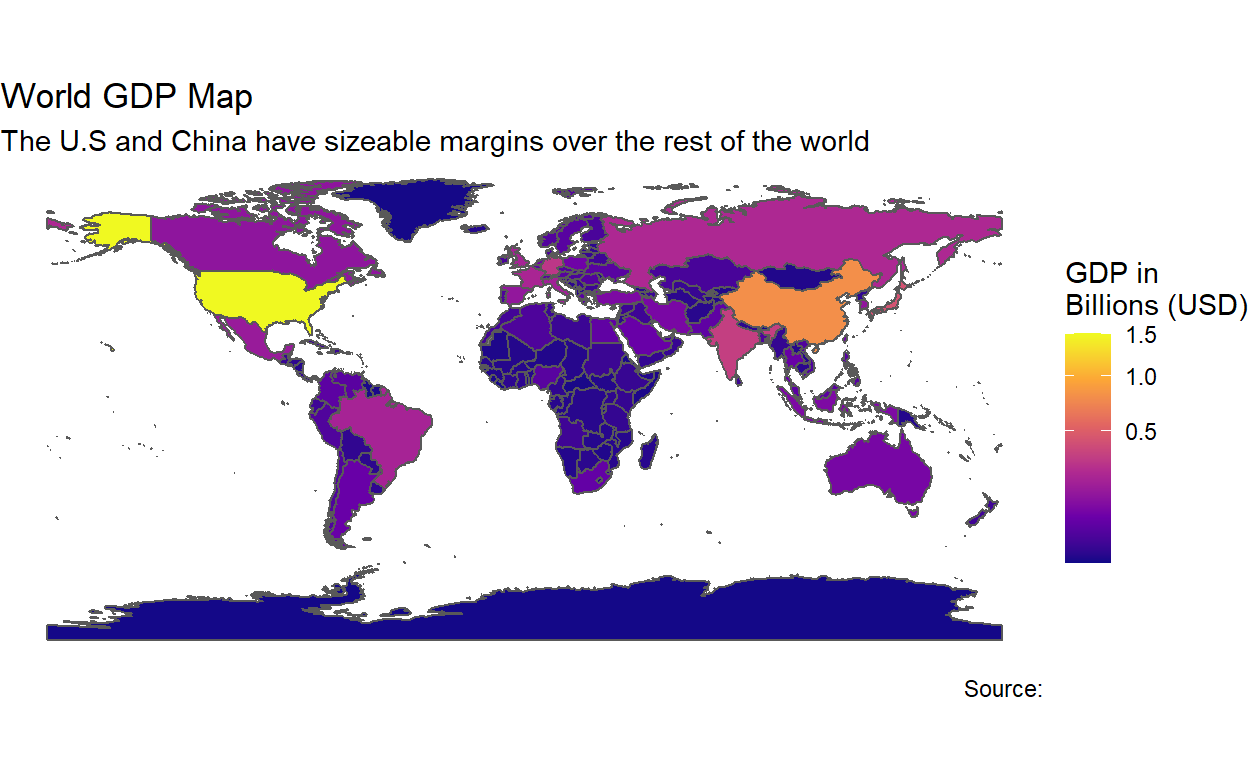 World GDP Map
The U.S and China have sizeable margins over the rest of the world
GDP in
Billions (USD)
1.5
1.0
0.5
Source: